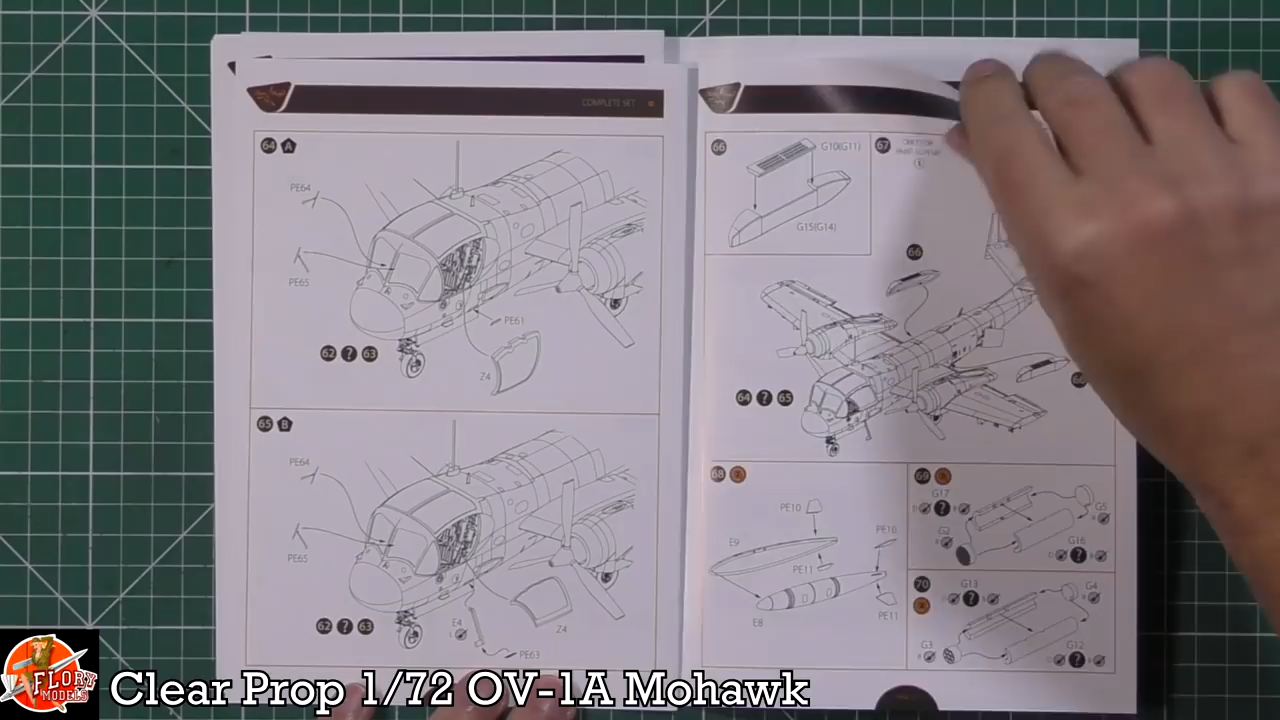 COMPLETE SET
64 A
PE64
PE65
PE61
Z4
62 ? 63
65 B
PE64
PE65
62 ? 63
E4
Z4
PE63
66
G10(G11)
G15(G14)
67
66
64 ? 65
68
PE10
E9
PE10
PE11
E8
PE11
69
G17
?
G5
G2
G16
?
70
G13
?
G4
G3
G12
?
FLORY
MODELS
Clear Prop 1/72 OV-1A Mohawk